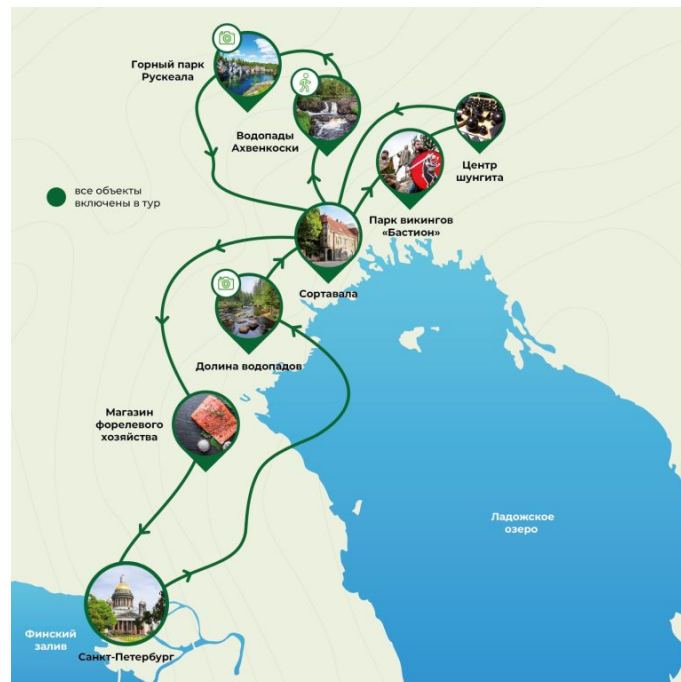 Горный парк
Рускеала
Водопады
Ахвенкоски
Центр
шунгита
Парк викингов
«Бастион»
все объекты
включены в тур
Сортавала
Долина водопадов
Магазин
форелевого
хозяйства
Ладожское
озеро
Финский
залив
Санкт-Петербург